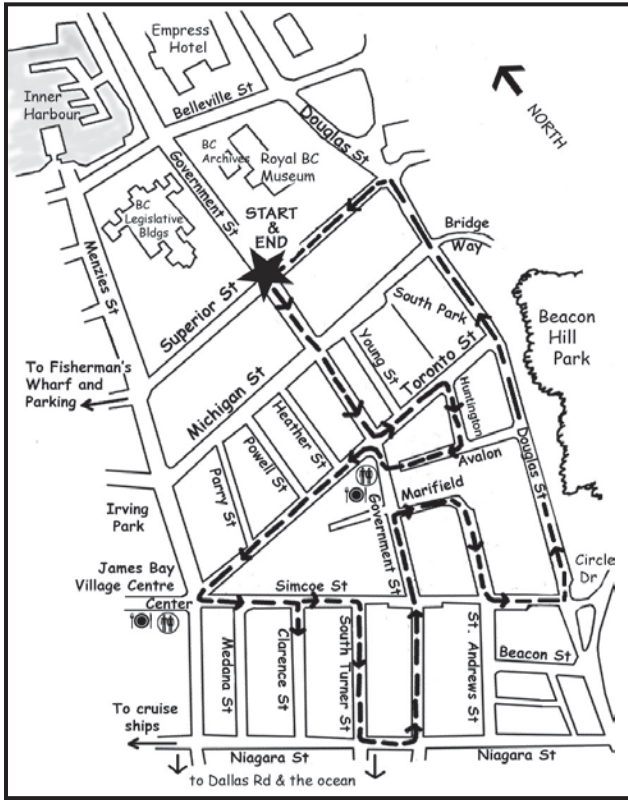 Empress
Hotel
Inner
Harbour
Belleville St
Douglas St
NORTH
BC
Archives
Royal BC
Museum
Government St
START
&
END
BC
Legislative
Bldgs
Menzies St
Superior St
Bridge
Way
South Park
Beacon
Hill
Park
To Fisherman's
Wharf and
Parking
Michigan St
Young St
Toronto St
Heather St
Huntington
Powell St
Avalon
Douglas St
Parry St
Marifield
Government St
Irving
Park
James Bay
Village Centre
Center
Simcoe St
Circle
Dr
Medana St
Clarence St
South Turner St
St. Andrews St
Beacon St
To cruise
ships
Niagara St
Niagara St
to Dallas Rd & the ocean